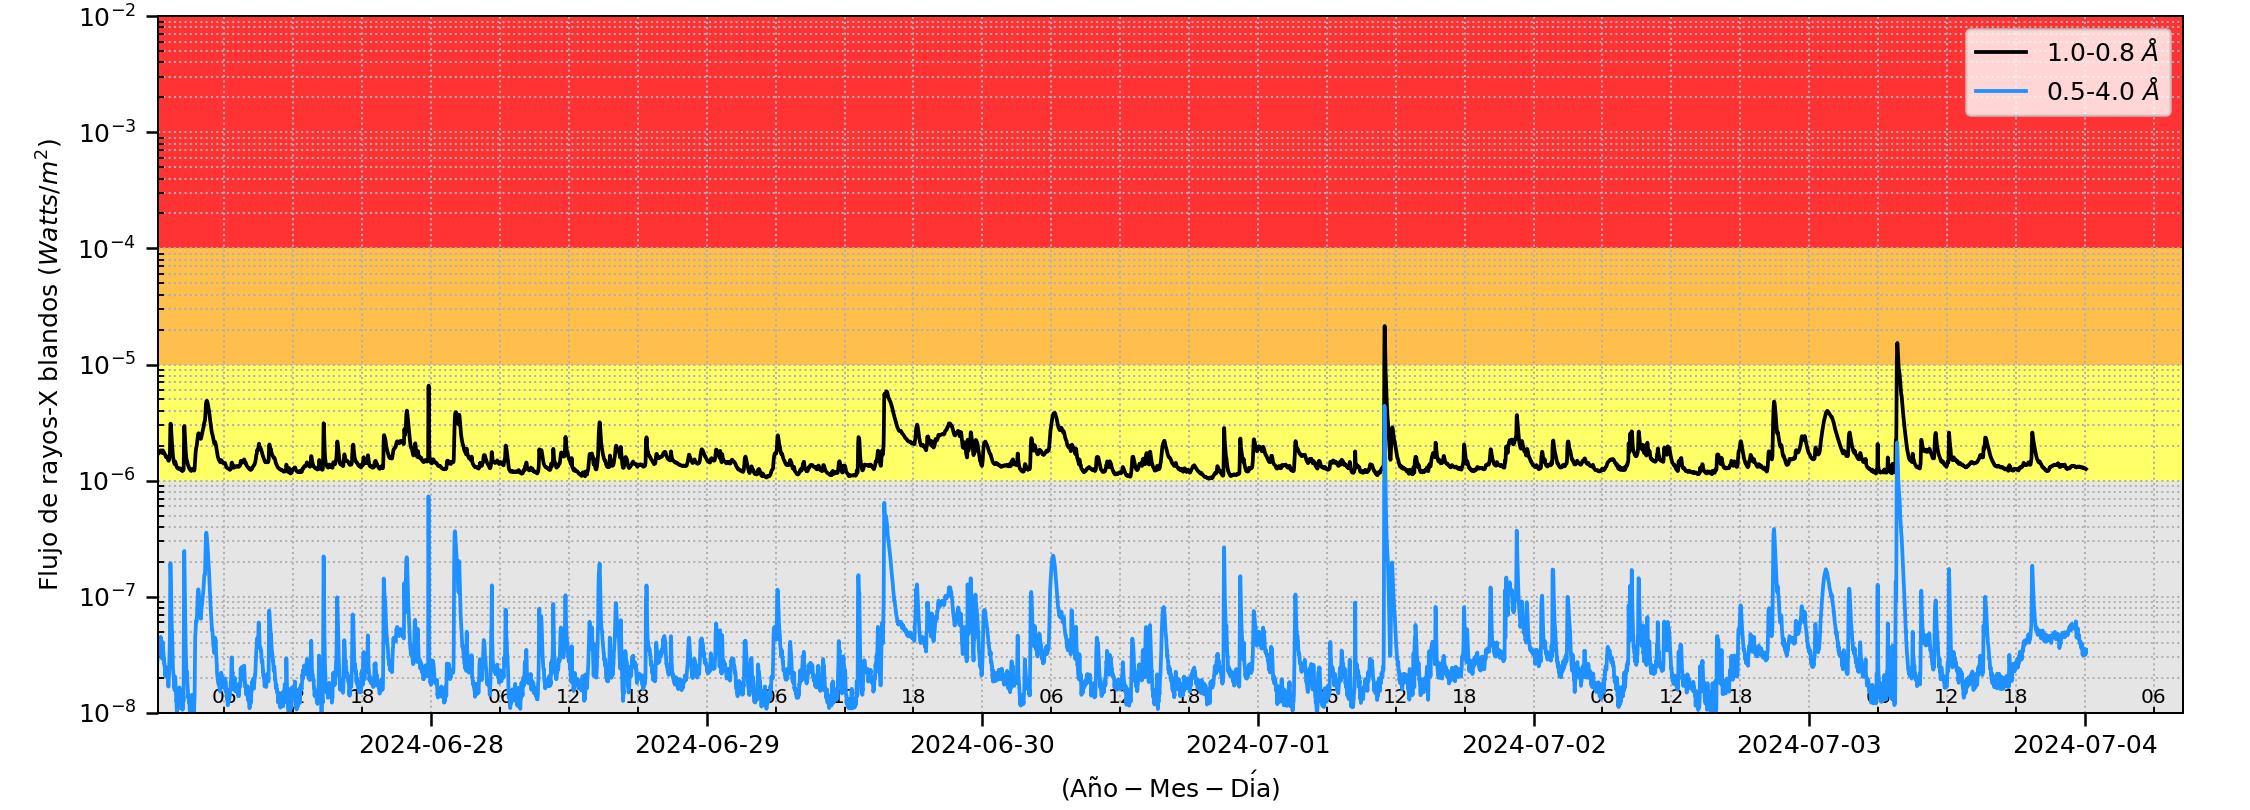 10⁻²
10⁻³
10⁻⁴
10⁻⁵
10⁻⁶
10⁻⁷
10⁻⁸
Flujo de rayos-X blandos (Watts/m²)
1.0-0.8 Å
0.5-4.0 Å
06 18 06 12 18 06 18 06 12 18 06 12 18 06 12 18 06 12 18 06
2024-06-28 2024-06-29 2024-06-30 2024-07-01 2024-07-02 2024-07-03 2024-07-04
(Año − Mes − Día)